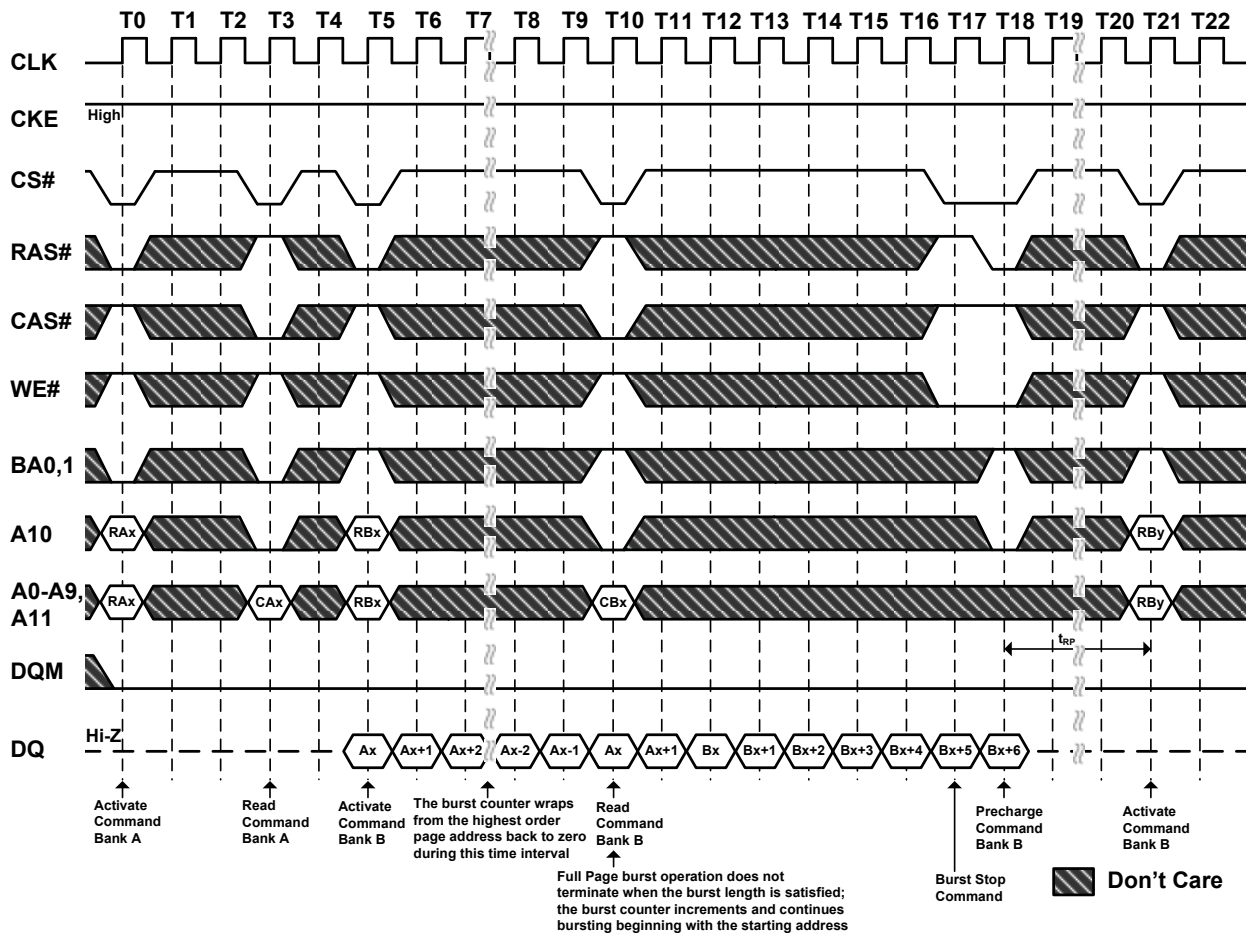 T0 T1 T2 T3 T4 T5 T6 T7 T8 T9 T10 T11 T12 T13 T14 T15 T16 T17 T18 T19 T20 T21 T22
CLK
CKE
High
CS#
RAS#
CAS#
WE#
BA0,1
A10
RAx RBx RBy
A0-A9,
A11
RAx CAx RBx CBx RBy
tRP
DQM
DQ
Hi-Z
Ax Ax+1 Ax+2 Ax-2 Ax-1 Ax Ax+1 Bx Bx+1 Bx+2 Bx+3 Bx+4 Bx+5 Bx+6
Activate
Command
Bank A
Read
Command
Bank A
Activate
Command
Bank B
The burst counter wraps
from the highest order
page address back to zero
during this time interval
Read
Command
Bank B
Full Page burst operation does not
terminate when the burst length is satisfied;
the burst counter increments and continues
bursting beginning with the starting address
Burst Stop
Command
Precharge
Command
Bank B
Activate
Command
Bank B
Don't Care